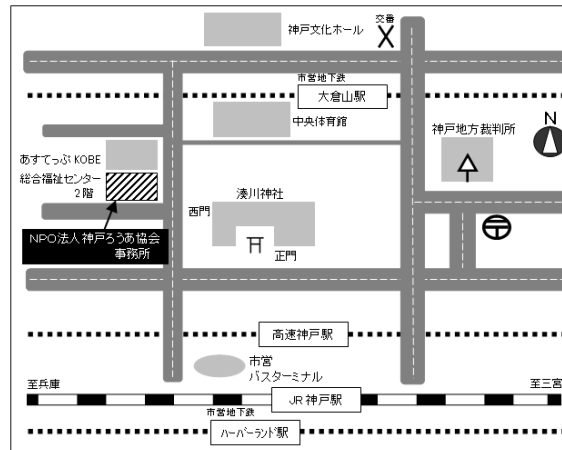 神戸文化ホール
交番
市営地下鉄
大倉山駅
中央体育館
神戸地方裁判所
N
あすてっぷKOBE
総合福祉センター
2階
湊川神社
西門
正門
NPO法人神戸ろうあ協会
事務所
高速神戸駅
市営
バスターミナル
至兵庫
至三宮
JR神戸駅
市営地下鉄
ハーバーランド駅